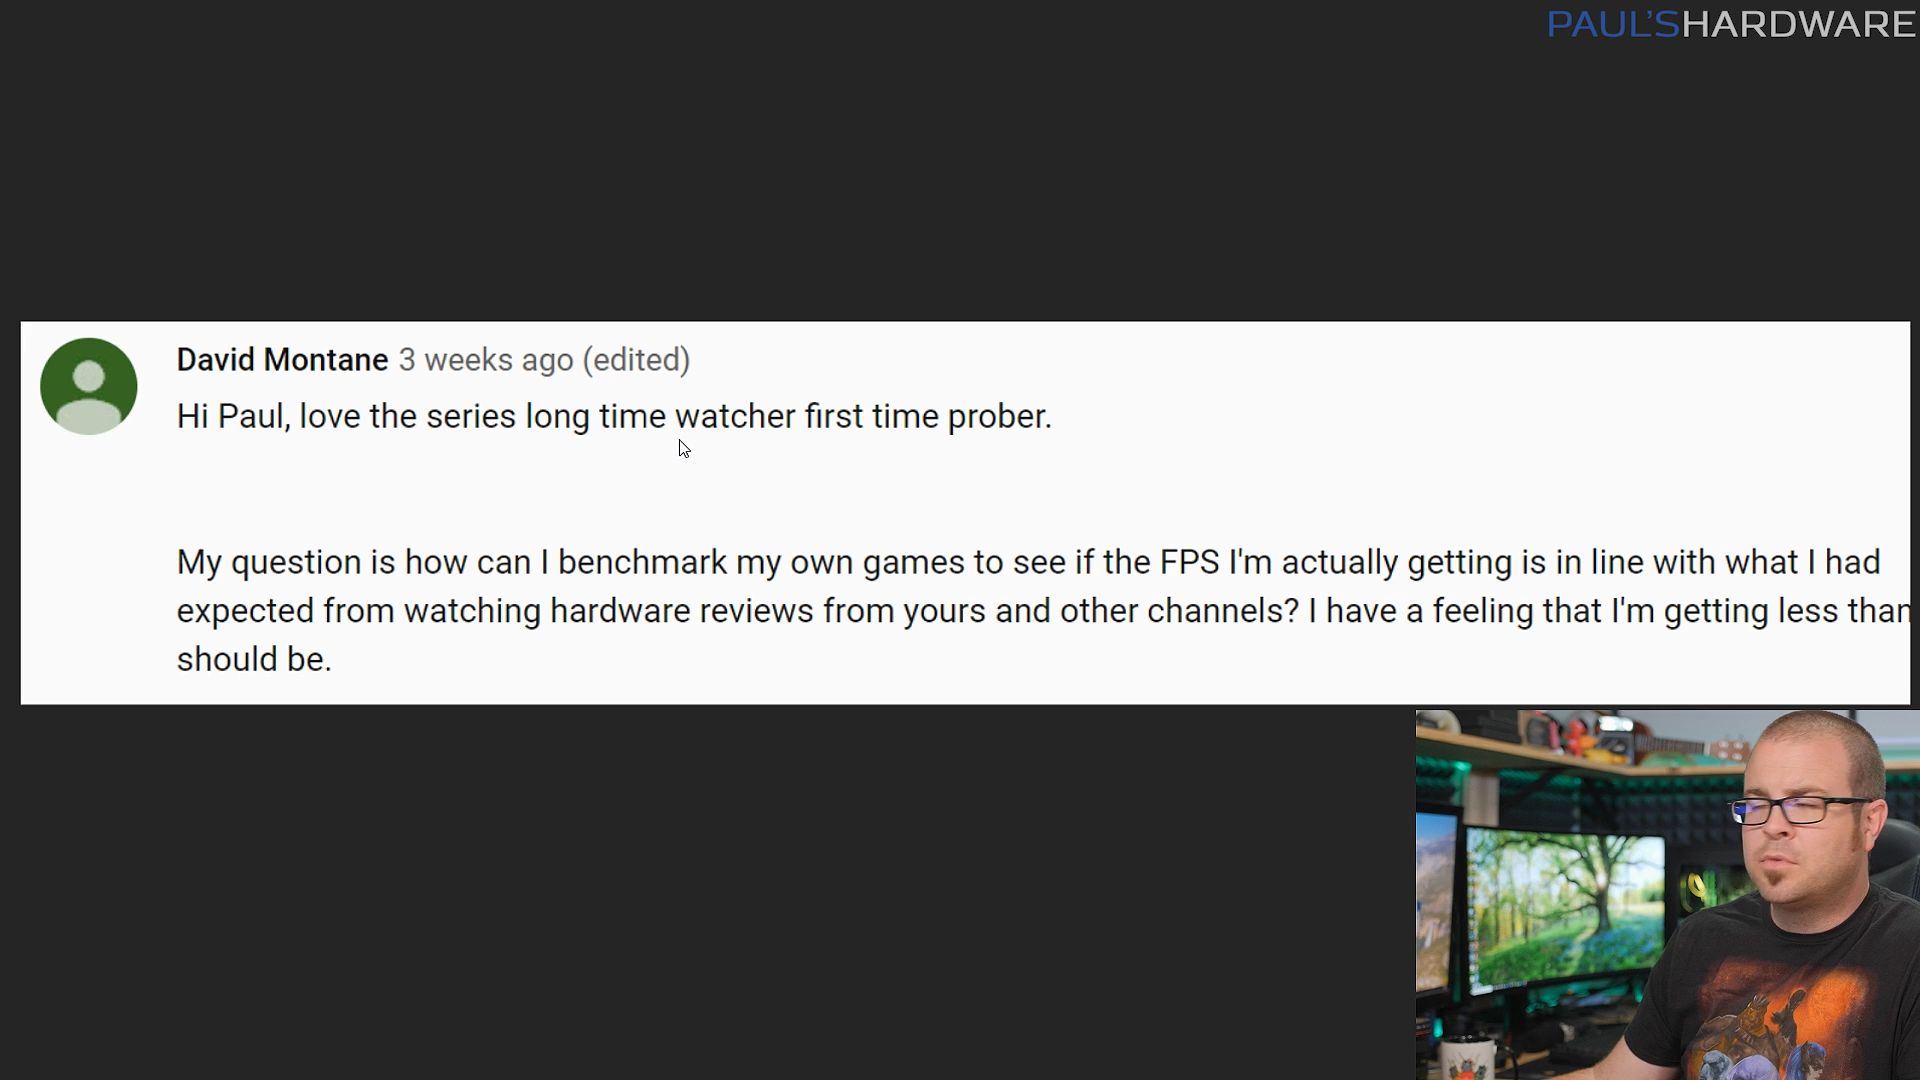 PAUL'SHARDWARE
David Montane 3 weeks ago (edited)
Hi Paul, love the series long time watcher first time prober.
My question is how can I benchmark my own games to see if the FPS I'm actually getting is in line with what I had
expected from watching hardware reviews from yours and other channels? I have a feeling that I'm getting less than
should be.